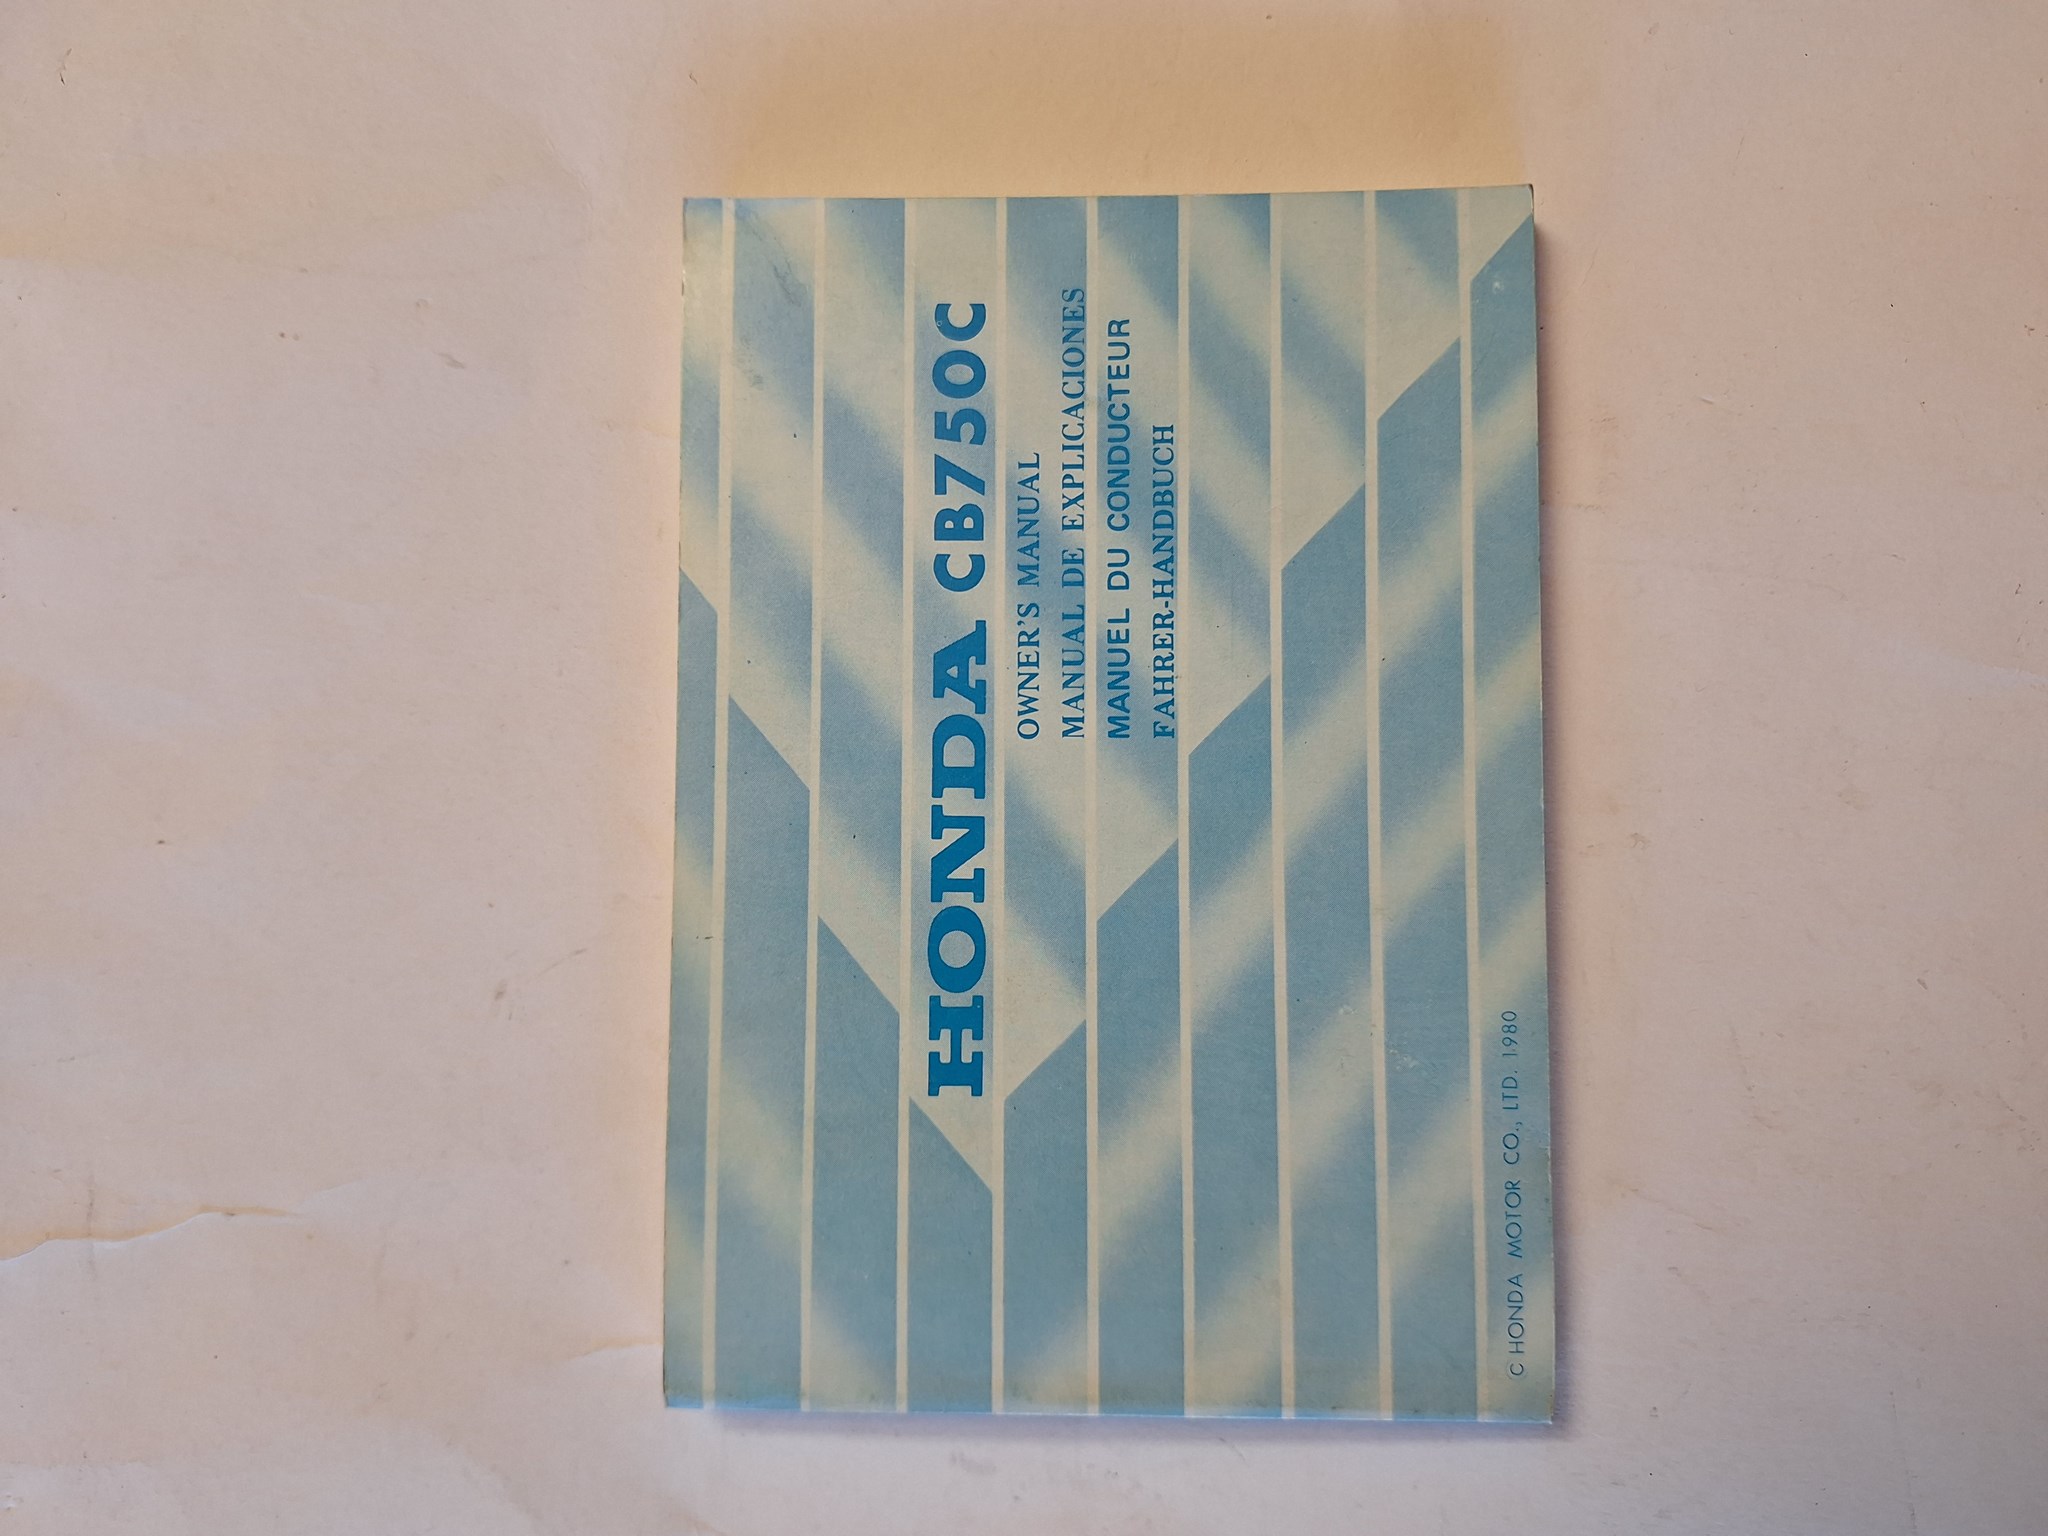 HONDA CB750C
OWNER'S MANUAL
MANUAL DE EXPLICACIONES
MANUEL DU CONDUCTEUR
FAHRER-HANDBUCH
C HONDA MOTOR CO., LTD. 1980